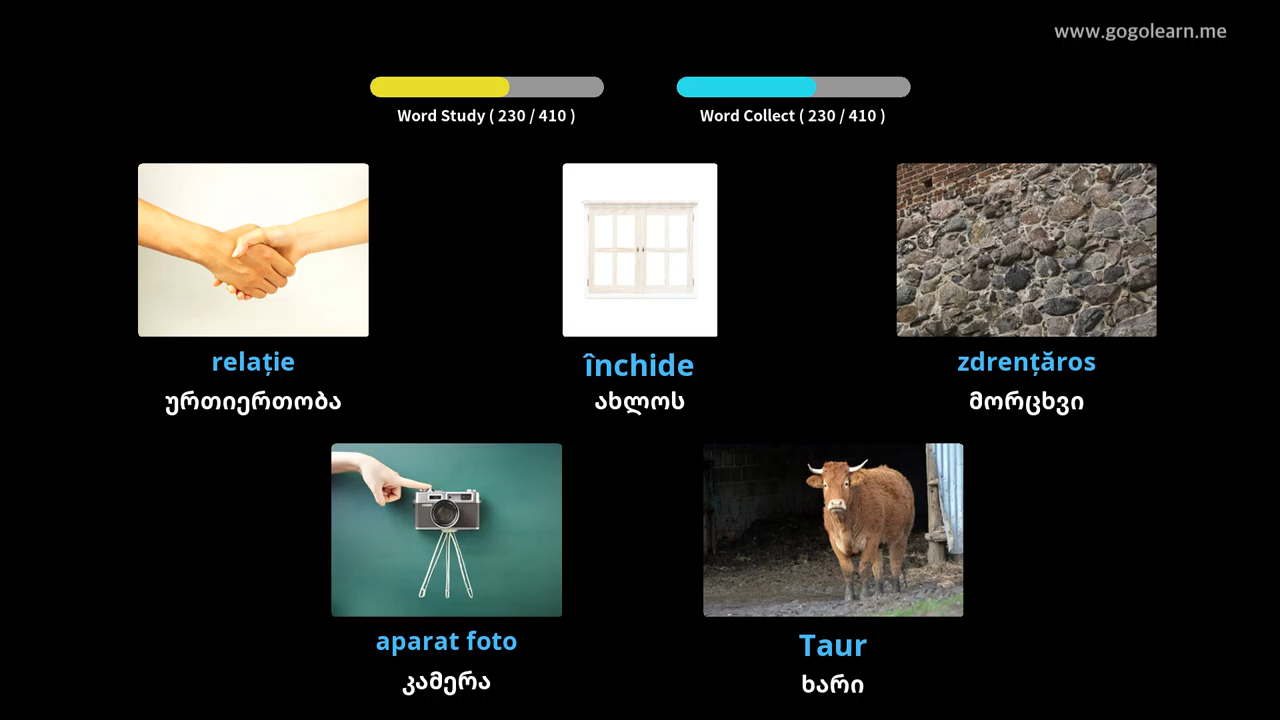 www.gogolearn.me
Word Study ( 230 / 410 )
Word Collect ( 230 / 410 )
relație
închide
zdrențăros
ურთიერთობა
ახლოს
მორცხვი
aparat foto
Taur
კამერა
ხარი